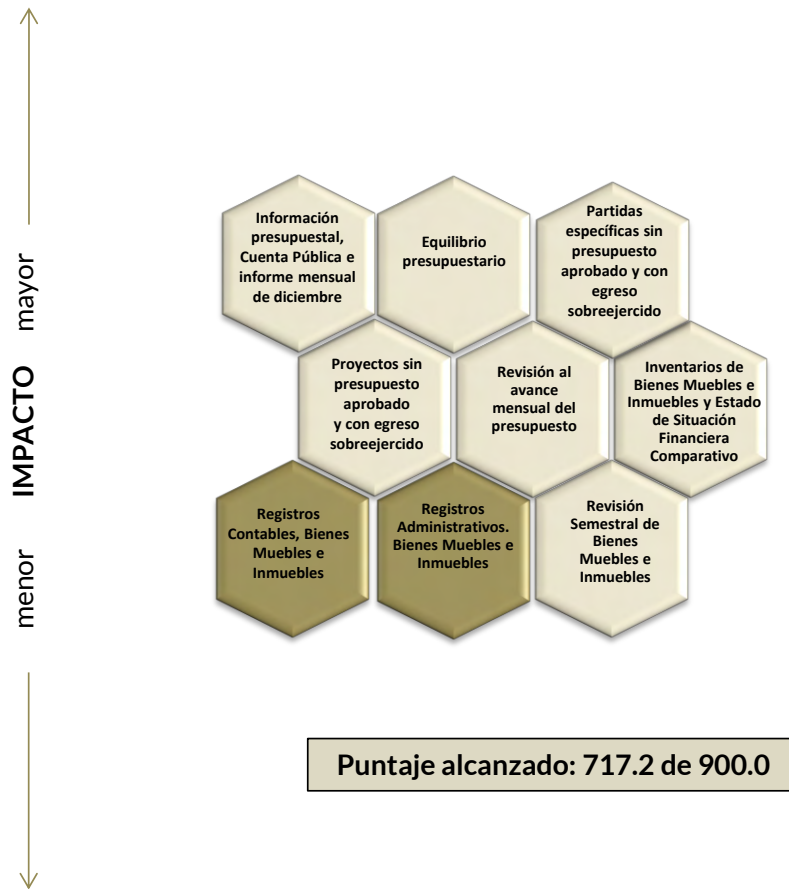 mayor
IMPACTO
menor
Información
presupuestal,
Cuenta Pública e
informe mensual
de diciembre
Equilibrio
presupuestario
Partidas
específicas sin
presupuesto
aprobado y con
egreso
sobreejercido
Proyectos sin
presupuesto
aprobado
y con egreso
sobreejercido
Revisión al
avance
mensual del
presupuesto
Inventarios de
Bienes Muebles e
Inmuebles y Estado
de Situación
Financiera
Comparativo
Registros
Contables, Bienes
Muebles e
Inmuebles
Registros
Administrativos.
Bienes Muebles e
Inmuebles
Revisión
Semestral de
Bienes
Muebles e
Inmuebles
Puntaje alcanzado: 717.2 de 900.0